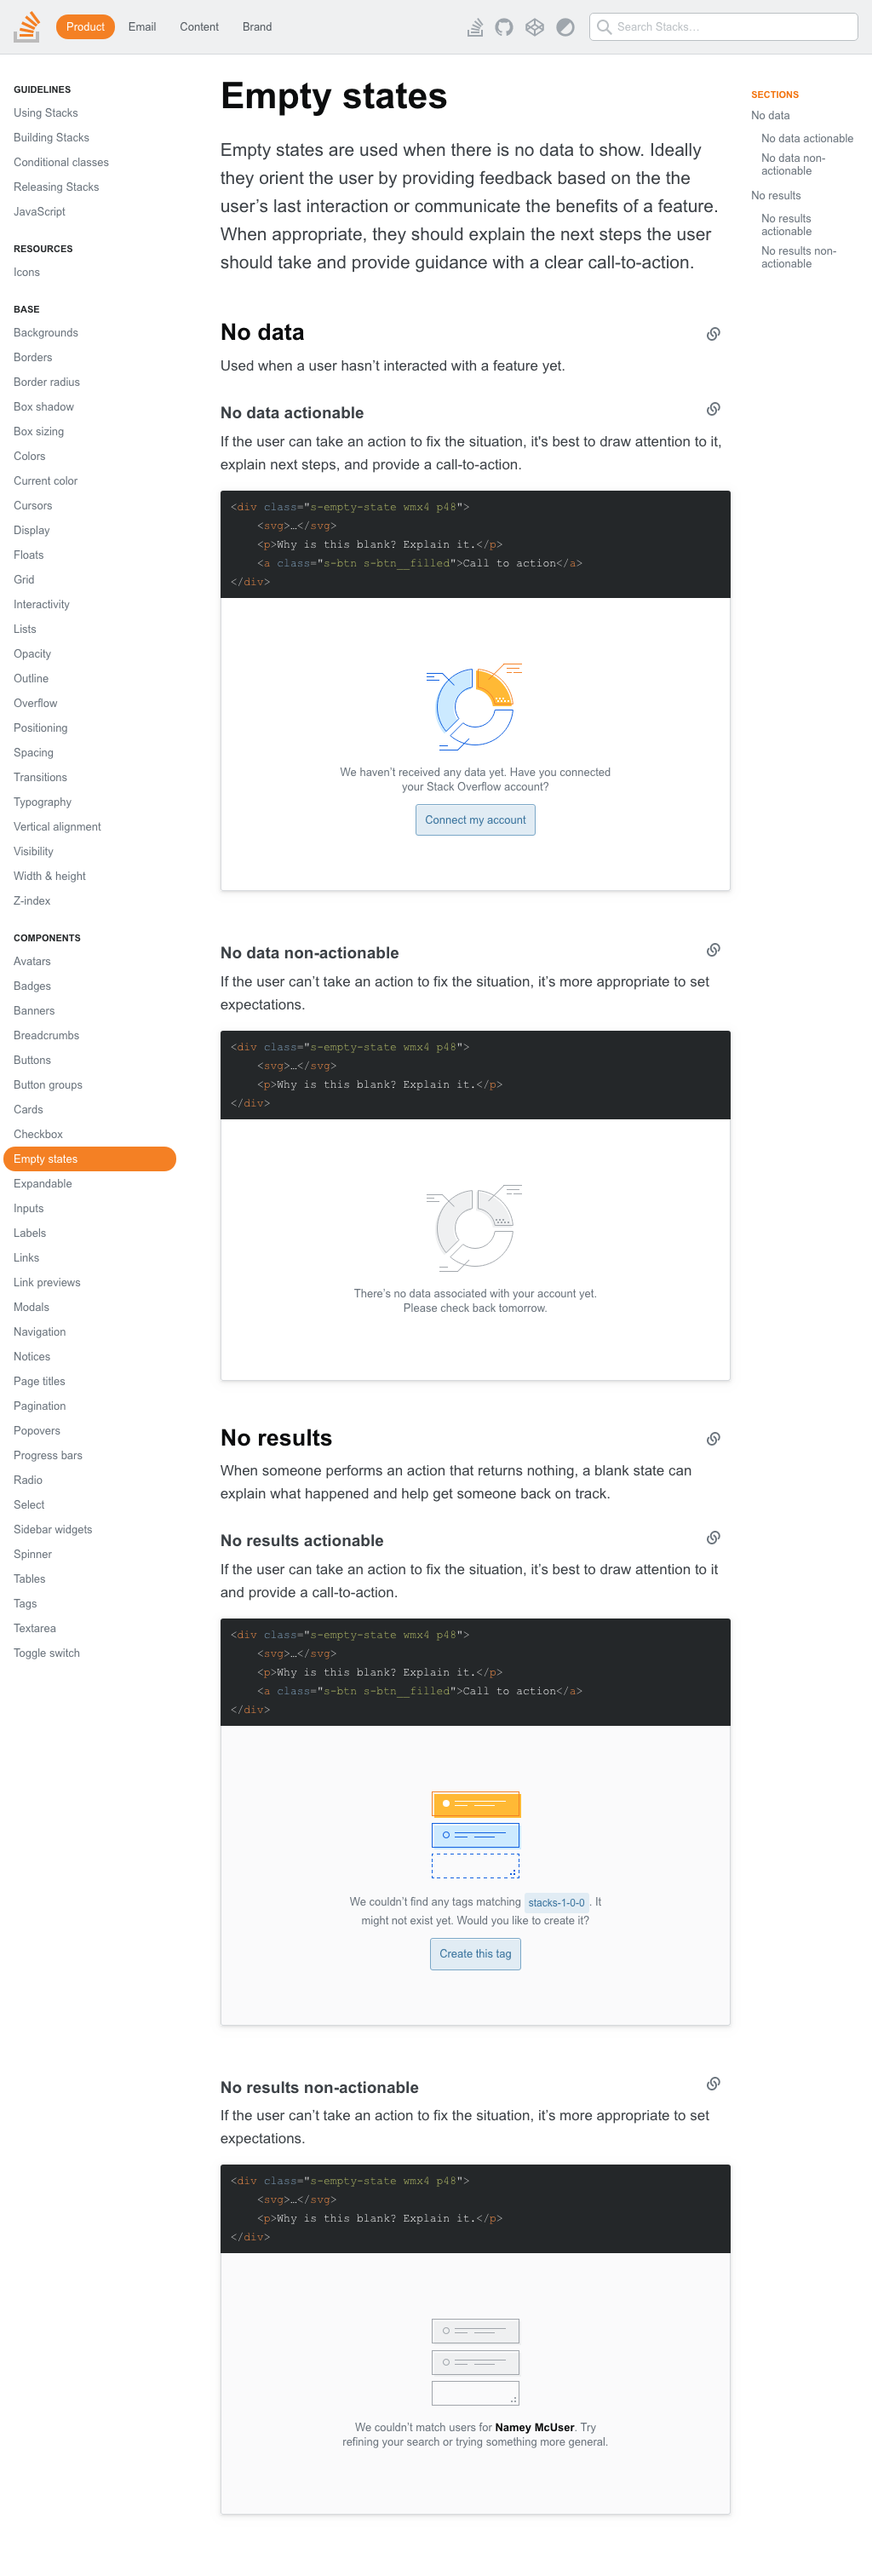 Product
Email
Content
Brand
Search Stacks…
GUIDELINES
Using Stacks
Building Stacks
Conditional classes
Releasing Stacks
JavaScript
RESOURCES
Icons
BASE
Backgrounds
Borders
Border radius
Box shadow
Box sizing
Colors
Current color
Cursors
Display
Floats
Grid
Interactivity
Lists
Opacity
Outline
Overflow
Positioning
Spacing
Transitions
Typography
Vertical alignment
Visibility
Width & height
Z-index
COMPONENTS
Avatars
Badges
Banners
Breadcrumbs
Buttons
Button groups
Cards
Checkbox
Empty states
Expandable
Inputs
Labels
Links
Link previews
Modals
Navigation
Notices
Page titles
Pagination
Popovers
Progress bars
Radio
Select
Sidebar widgets
Spinner
Tables
Tags
Textarea
Toggle switch
Empty states
Empty states are used when there is no data to show. Ideally
they orient the user by providing feedback based on the the
user’s last interaction or communicate the benefits of a feature.
When appropriate, they should explain the next steps the user
should take and provide guidance with a clear call-to-action.
No data
Used when a user hasn’t interacted with a feature yet.
No data actionable
If the user can take an action to fix the situation, it's best to draw attention to it,
explain next steps, and provide a call-to-action.
<div class="s-empty-state wmx4 p48">
<svg>…</svg>
<p>Why is this blank? Explain it.</p>
<a class="s-btn s-btn__filled">Call to action</a>
</div>
We haven’t received any data yet. Have you connected
your Stack Overflow account?
Connect my account
No data non-actionable
If the user can’t take an action to fix the situation, it’s more appropriate to set
expectations.
<div class="s-empty-state wmx4 p48">
<svg>…</svg>
<p>Why is this blank? Explain it.</p>
</div>
There’s no data associated with your account yet.
Please check back tomorrow.
No results
When someone performs an action that returns nothing, a blank state can
explain what happened and help get someone back on track.
No results actionable
If the user can take an action to fix the situation, it’s best to draw attention to it
and provide a call-to-action.
<div class="s-empty-state wmx4 p48">
<svg>…</svg>
<p>Why is this blank? Explain it.</p>
<a class="s-btn s-btn__filled">Call to action</a>
</div>
We couldn’t find any tags matching stacks-1-0-0. It
might not exist yet. Would you like to create it?
Create this tag
No results non-actionable
If the user can’t take an action to fix the situation, it’s more appropriate to set
expectations.
<div class="s-empty-state wmx4 p48">
<svg>…</svg>
<p>Why is this blank? Explain it.</p>
</div>
We couldn’t match users for Namey McUser. Try
refining your search or trying something more general.
SECTIONS
No data
No data actionable
No data non-
actionable
No results
No results
actionable
No results non-
actionable